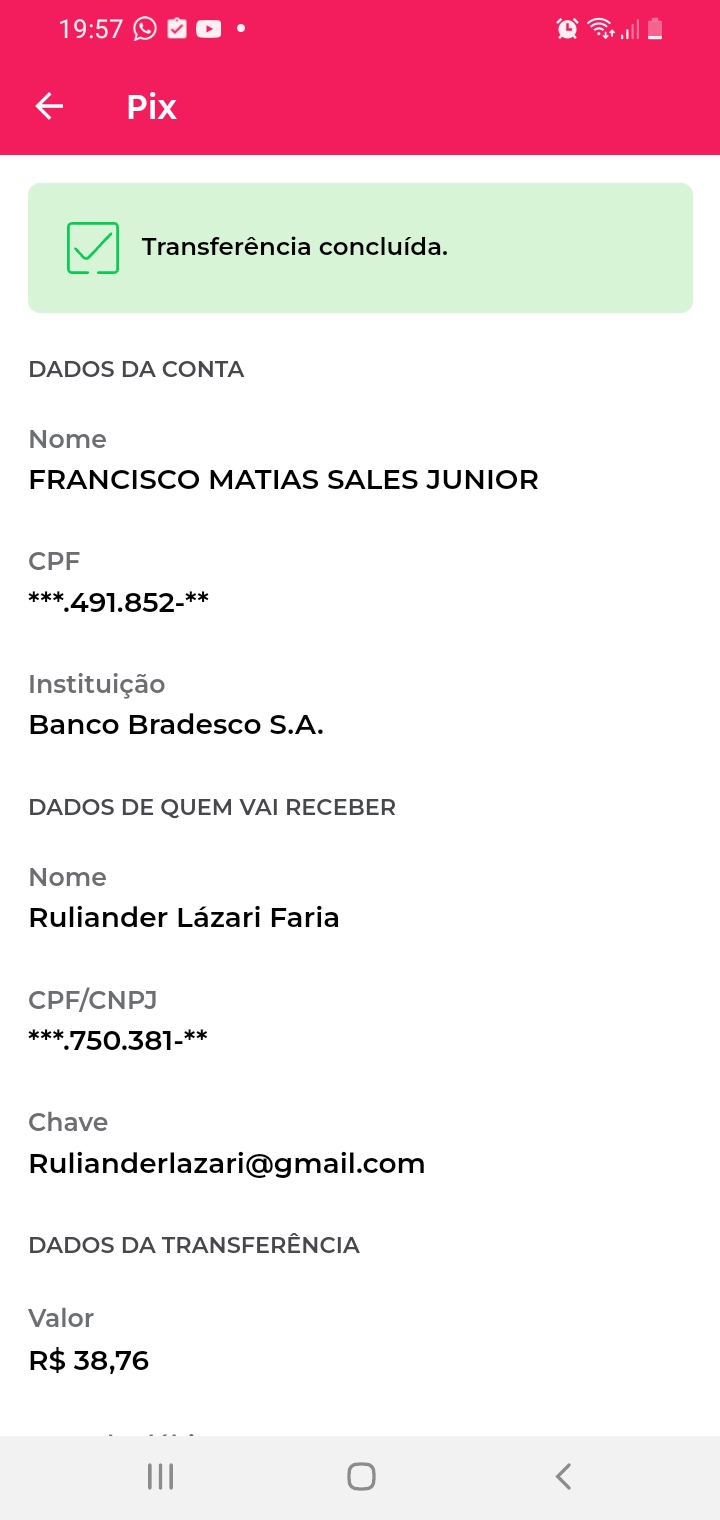 19:57
Pix
Transferência concluída.
DADOS DA CONTA
Nome
FRANCISCO MATIAS SALES JUNIOR
CPF
***.491.852-**
Instituição
Banco Bradesco S.A.
DADOS DE QUEM VAI RECEBER
Nome
Ruliander Lázari Faria
CPF/CNPJ
***.750.381-**
Chave
Rulianderlazari@gmail.com
DADOS DA TRANSFERÊNCIA
Valor
R$ 38,76